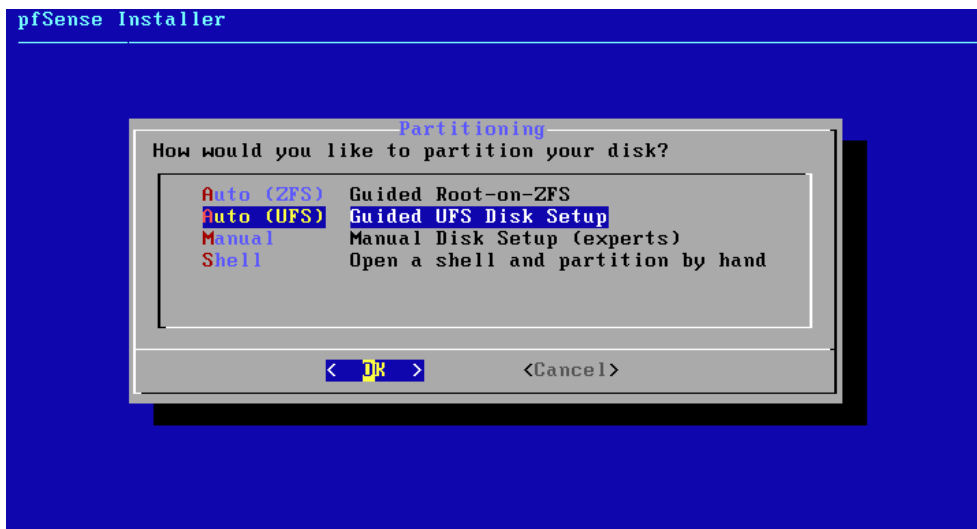 pfSense Installer
Partitioning
How would you like to partition your disk?
Auto (ZFS) Guided Root-on-ZFS
Auto (UFS) Guided UFS Disk Setup
Manual Manual Disk Setup (experts)
Shell Open a shell and partition by hand
< OK > <Cancel>